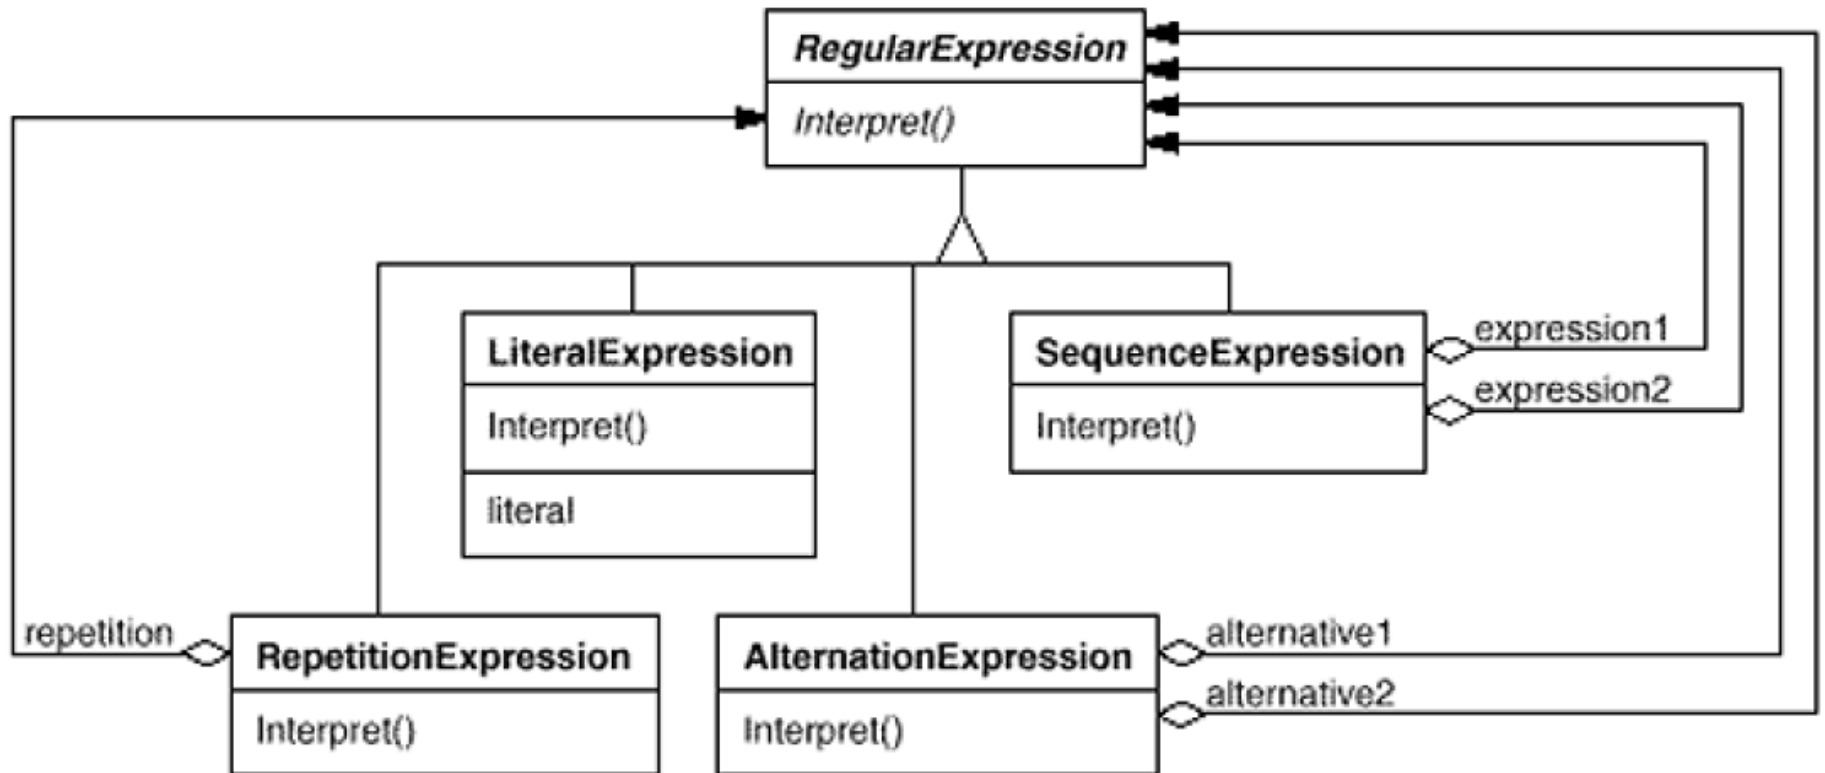 RegularExpression
Interpret()
LiteralExpression
Interpret()
literal
SequenceExpression
Interpret()
expression1
expression2
repetition
RepetitionExpression
Interpret()
AlternationExpression
Interpret()
alternative1
alternative2